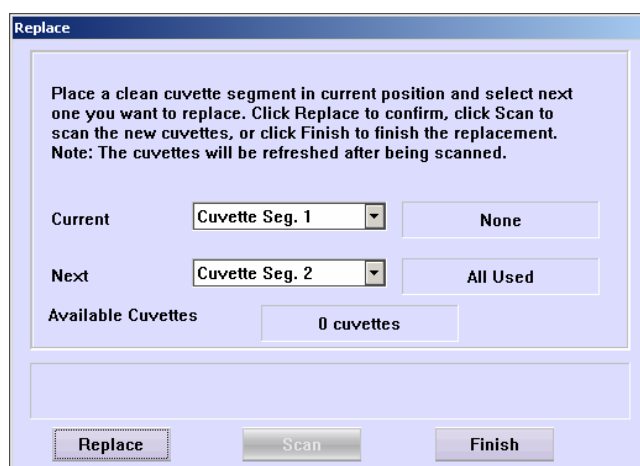 Replace
Place a clean cuvette segment in current position and select next
one you want to replace. Click Replace to confirm, click Scan to
scan the new cuvettes, or click Finish to finish the replacement.
Note: The cuvettes will be refreshed after being scanned.
Current Cuvette Seg. 1 None
Next Cuvette Seg. 2 All Used
Available Cuvettes 0 cuvettes
Replace Scan Finish